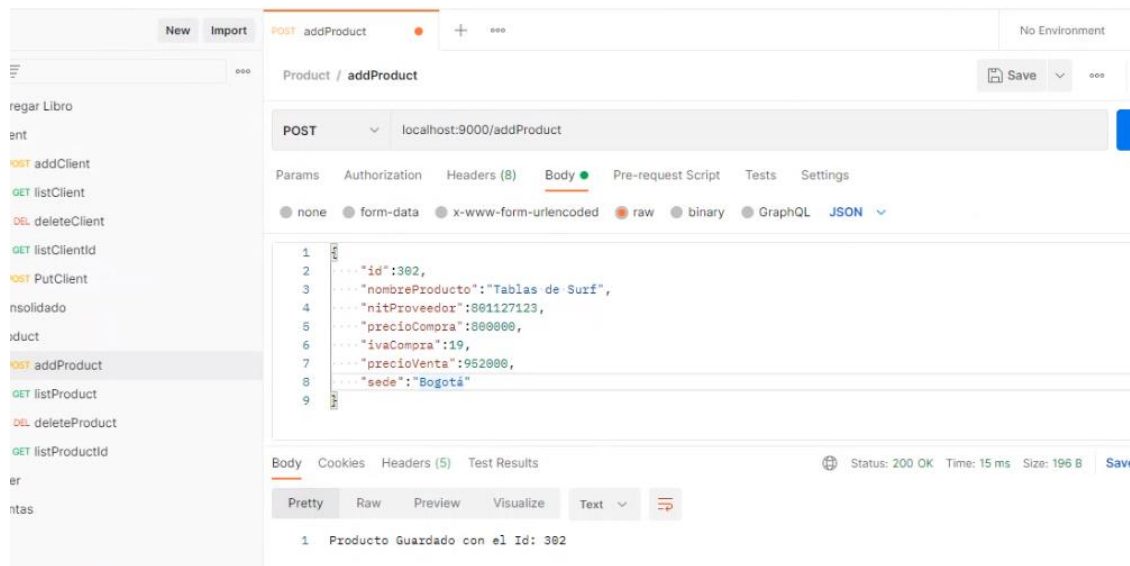 New Import
POST addProduct
No Environment
Product / addProduct
Save
regar Libro
ent
POST addClient
GET listClient
DEL deleteClient
GET listClientId
POST PutClient
nsolidado
oduct
POST addProduct
GET listProduct
DEL deleteProduct
GET listProductId
er
ntas
POST localhost:9000/addProduct
Params Authorization Headers (8) Body Pre-request Script Tests Settings
none form-data x-www-form-urlencoded raw binary GraphQL JSON
1 {
2 "id":302,
3 "nombreProducto":"Tablas de Surf",
4 "nitProveedor":801127123,
5 "precioCompra":800000,
6 "ivaCompra":19,
7 "precioVenta":952000,
8 "sede":"Bogotá"
9 }
Body Cookies Headers (5) Test Results
Status: 200 OK Time: 15 ms Size: 196 B Save
Pretty Raw Preview Visualize Text
1 Producto Guardado con el Id: 302